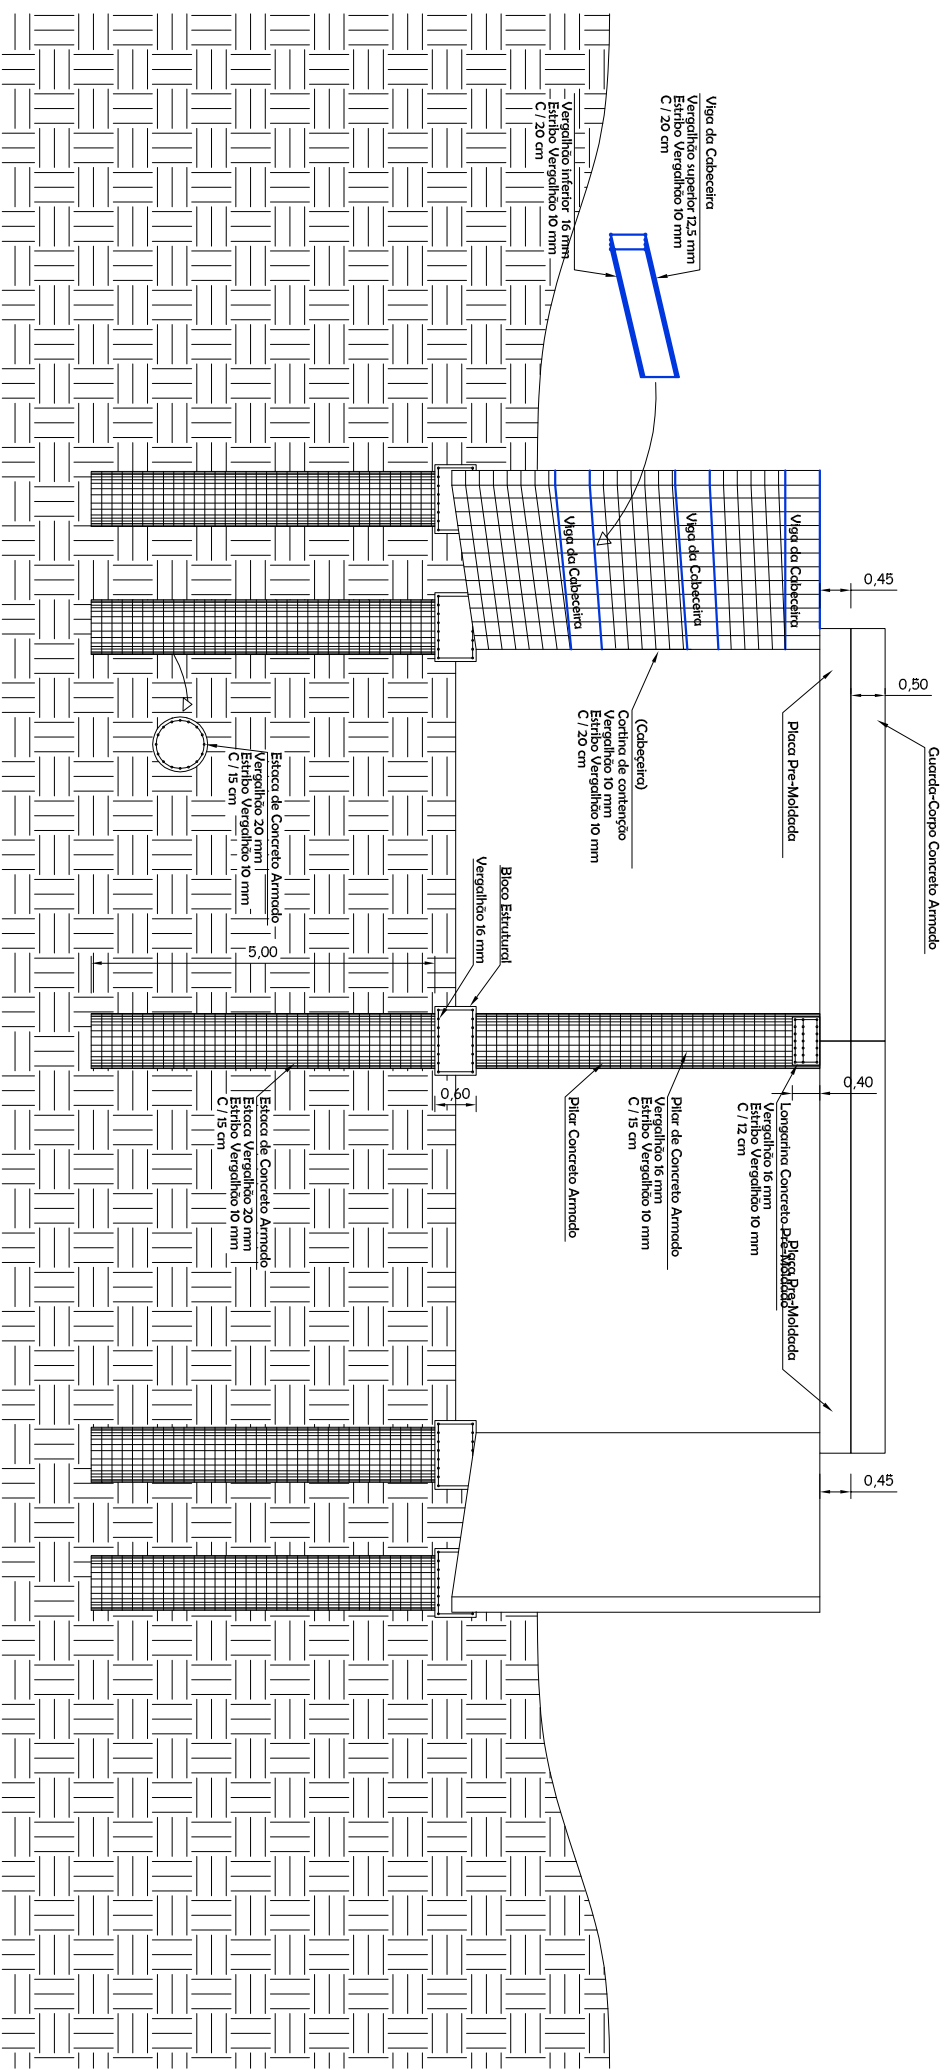 Guarda-Corpo Concreto Armado
0,50
0,45
Placa Pre-Moldada
Viga da Cabeceira
Vergalhão superior 12,5 mm
Estribo Vergalhão 10 mm
C / 20 cm
Vergalhão inferior 16 mm
Estribo Vergalhão 10 mm
C / 20 cm
Viga da Cabeceira
Viga da Cabeceira
Viga da Cabeceira
(Cabeçeira)
Cortina de contenção
Vergalhão 10 mm
Estribo Vergalhão 10 mm
C / 20 cm
0,40
Longarina Concreto Pré-Moldado
Vergalhão 16 mm
Estribo Vergalhão 10 mm
C / 12 cm
Placa Pre-Moldada
0,45
Pilar de Concreto Armado
Vergalhão 16 mm
Estribo Vergalhão 10 mm
C / 15 cm
Pilar Concreto Armado
Bloco Estrutural
Vergalhão 16 mm
0,60
5,00
Estaca de Concreto Armado
Vergalhão 20 mm
Estribo Vergalhão 10 mm
C / 15 cm
Estaca de Concreto Armado
Estaca Vergalhão 20 mm
Estribo Vergalhão 10 mm
C / 15 cm